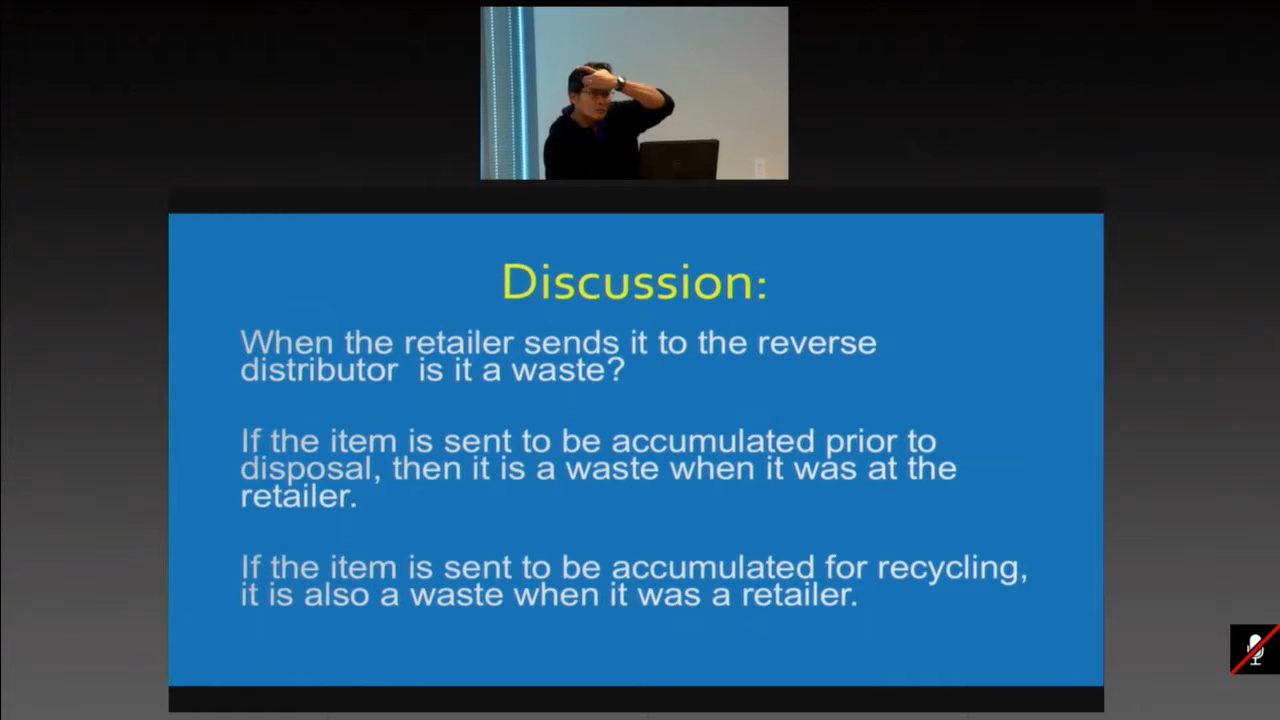 Discussion:
When the retailer sends it to the reverse
distributor  is it a waste?
If the item is sent to be accumulated prior to
disposal, then it is a waste when it was at the
retailer.
If the item is sent to be accumulated for recycling,
it is also a waste when it was a retailer.